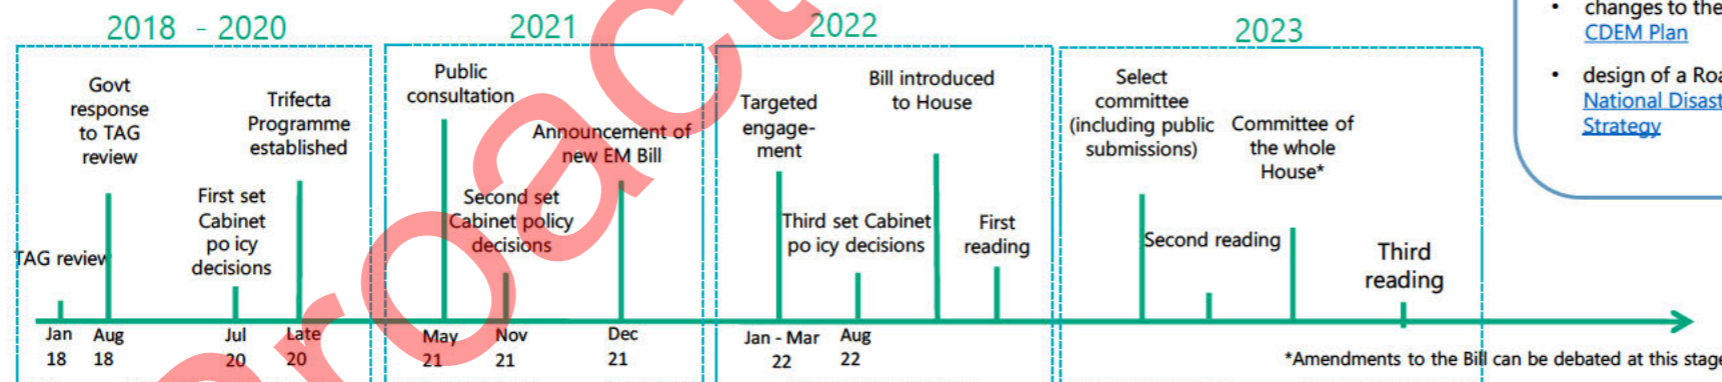 2018 - 2020
2021
2022
2023
Govt
response
to TAG
review
Trifecta
Programme
established
First set
Cabinet
po icy
decisions
TAG review
Jan
18
Aug
18
Jul
20
Late
20
Public
consultation
Announcement of
new EM Bill
Second set
Cabinet policy
decisions
May
21
Nov
21
Dec
21
Targeted
engage-
ment
Bill introduced
to House
Third set Cabinet
po icy decisions
First
reading
Jan - Mar
22
Aug
22
Select
committee
(including public
submissions)
Committee of
the whole
House*
Second reading
Third
reading
*Amendments to the Bill can be debated at this stage
• changes to the
CDEM Plan
• design of a Roa
National Disast
Strategy
roact